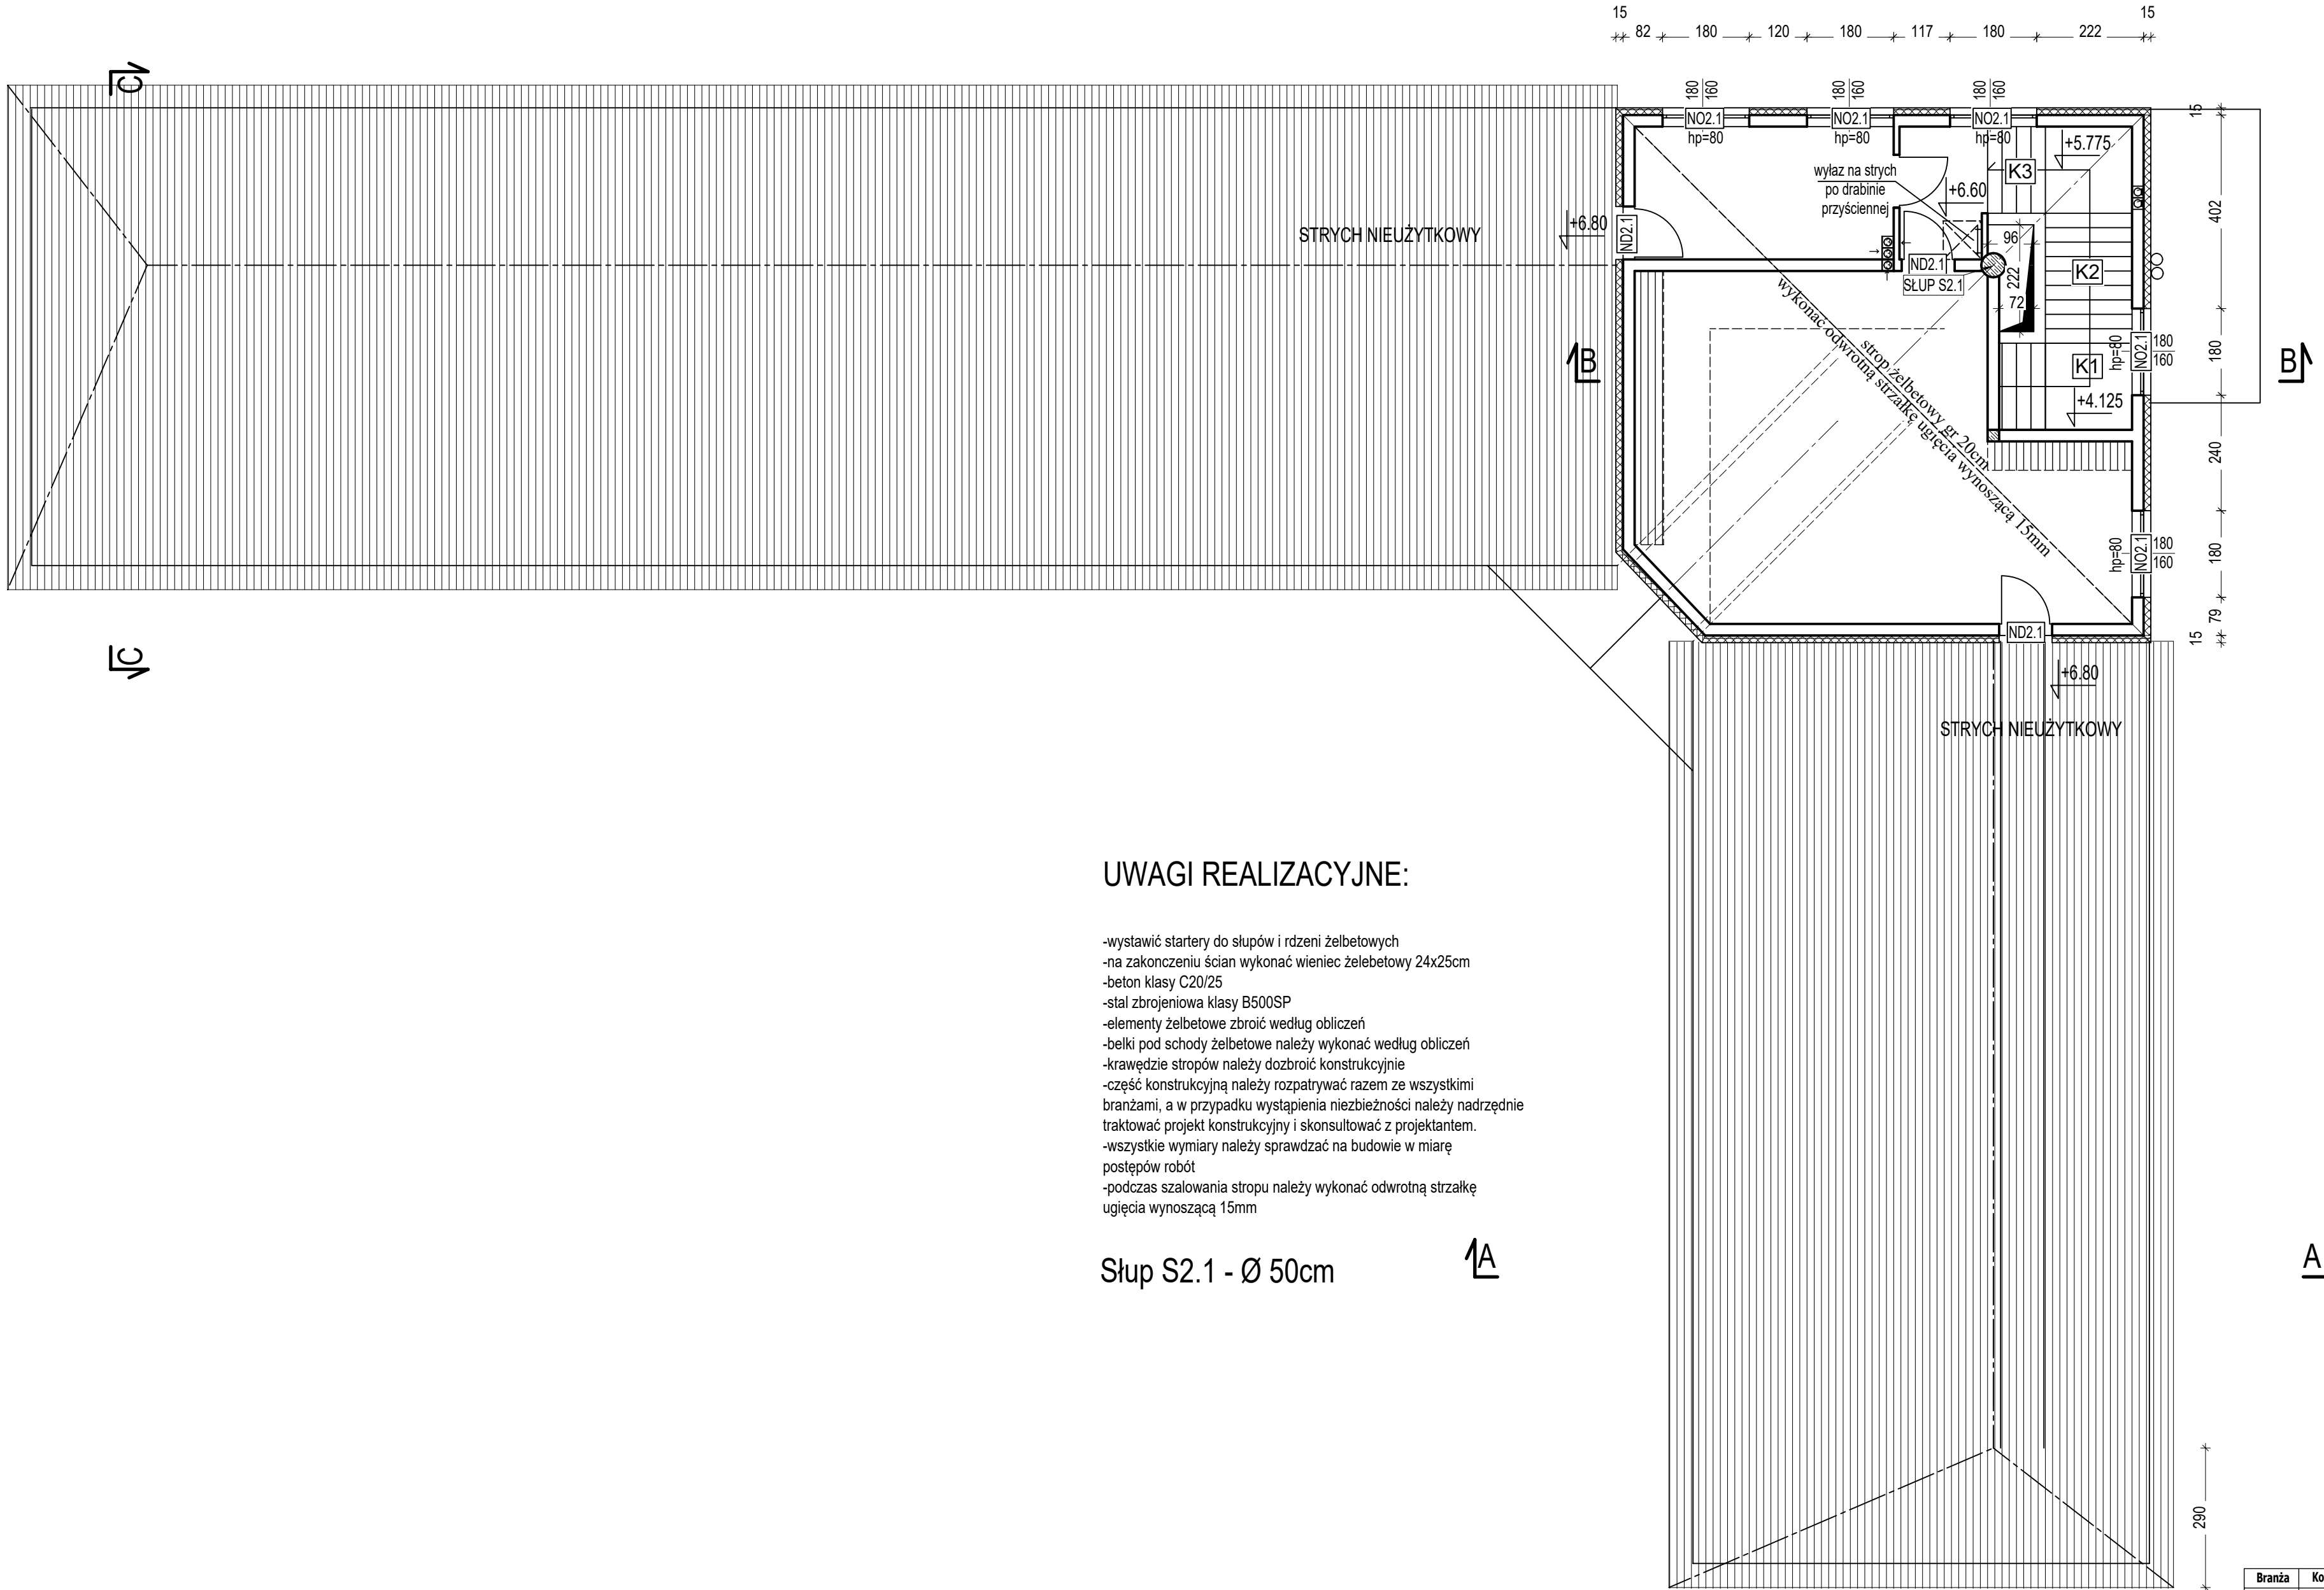 15 15
82 180 120 180 117 180 222
C
180 160 180 160 180 160
NO2.1 NO2.1 NO2.1
hp=80 hp=80 hp=80
15
+5.775
K3
wyłaz na strych
po drabinie
przyściennej
+6.60
402
STRYCH NIEUŻYTKOWY
+6.80
ND2.1
96
ND2.1
SŁUP S2.1
222
72
K2
wykonać odwrotną strzałkę ugięcia wynoszącą 15mm
strop żelbetowy gr 20cm
B
hp=80
NO2.1
180
160
180
B
K1
+4.125
240
hp=80
NO2.1
180
160
180
79
ND2.1
15
+6.80
C
STRYCH NIEUŻYTKOWY
UWAGI REALIZACYJNE:
-wystawić startery do słupów i rdzeni żelbetowych
-na zakonczeniu ścian wykonać wieniec żelebetowy 24x25cm
-beton klasy C20/25
-stal zbrojeniowa klasy B500SP
-elementy żelbetowe zbroić według obliczeń
-belki pod schody żelbetowe należy wykonać według obliczeń
-krawędzie stropów należy dozbroić konstrukcyjnie
-część konstrukcyjną należy rozpatrywać razem ze wszystkimi
branżami, a w przypadku wystąpienia niezbieżności należy nadrzędnie
traktować projekt konstrukcyjny i skonsultować z projektantem.
-wszystkie wymiary należy sprawdzać na budowie w miarę
postępów robót
-podczas szalowania stropu należy wykonać odwrotną strzałkę
ugięcia wynoszącą 15mm
Słup S2.1 - Ø 50cm
A A
290
Branża Ko